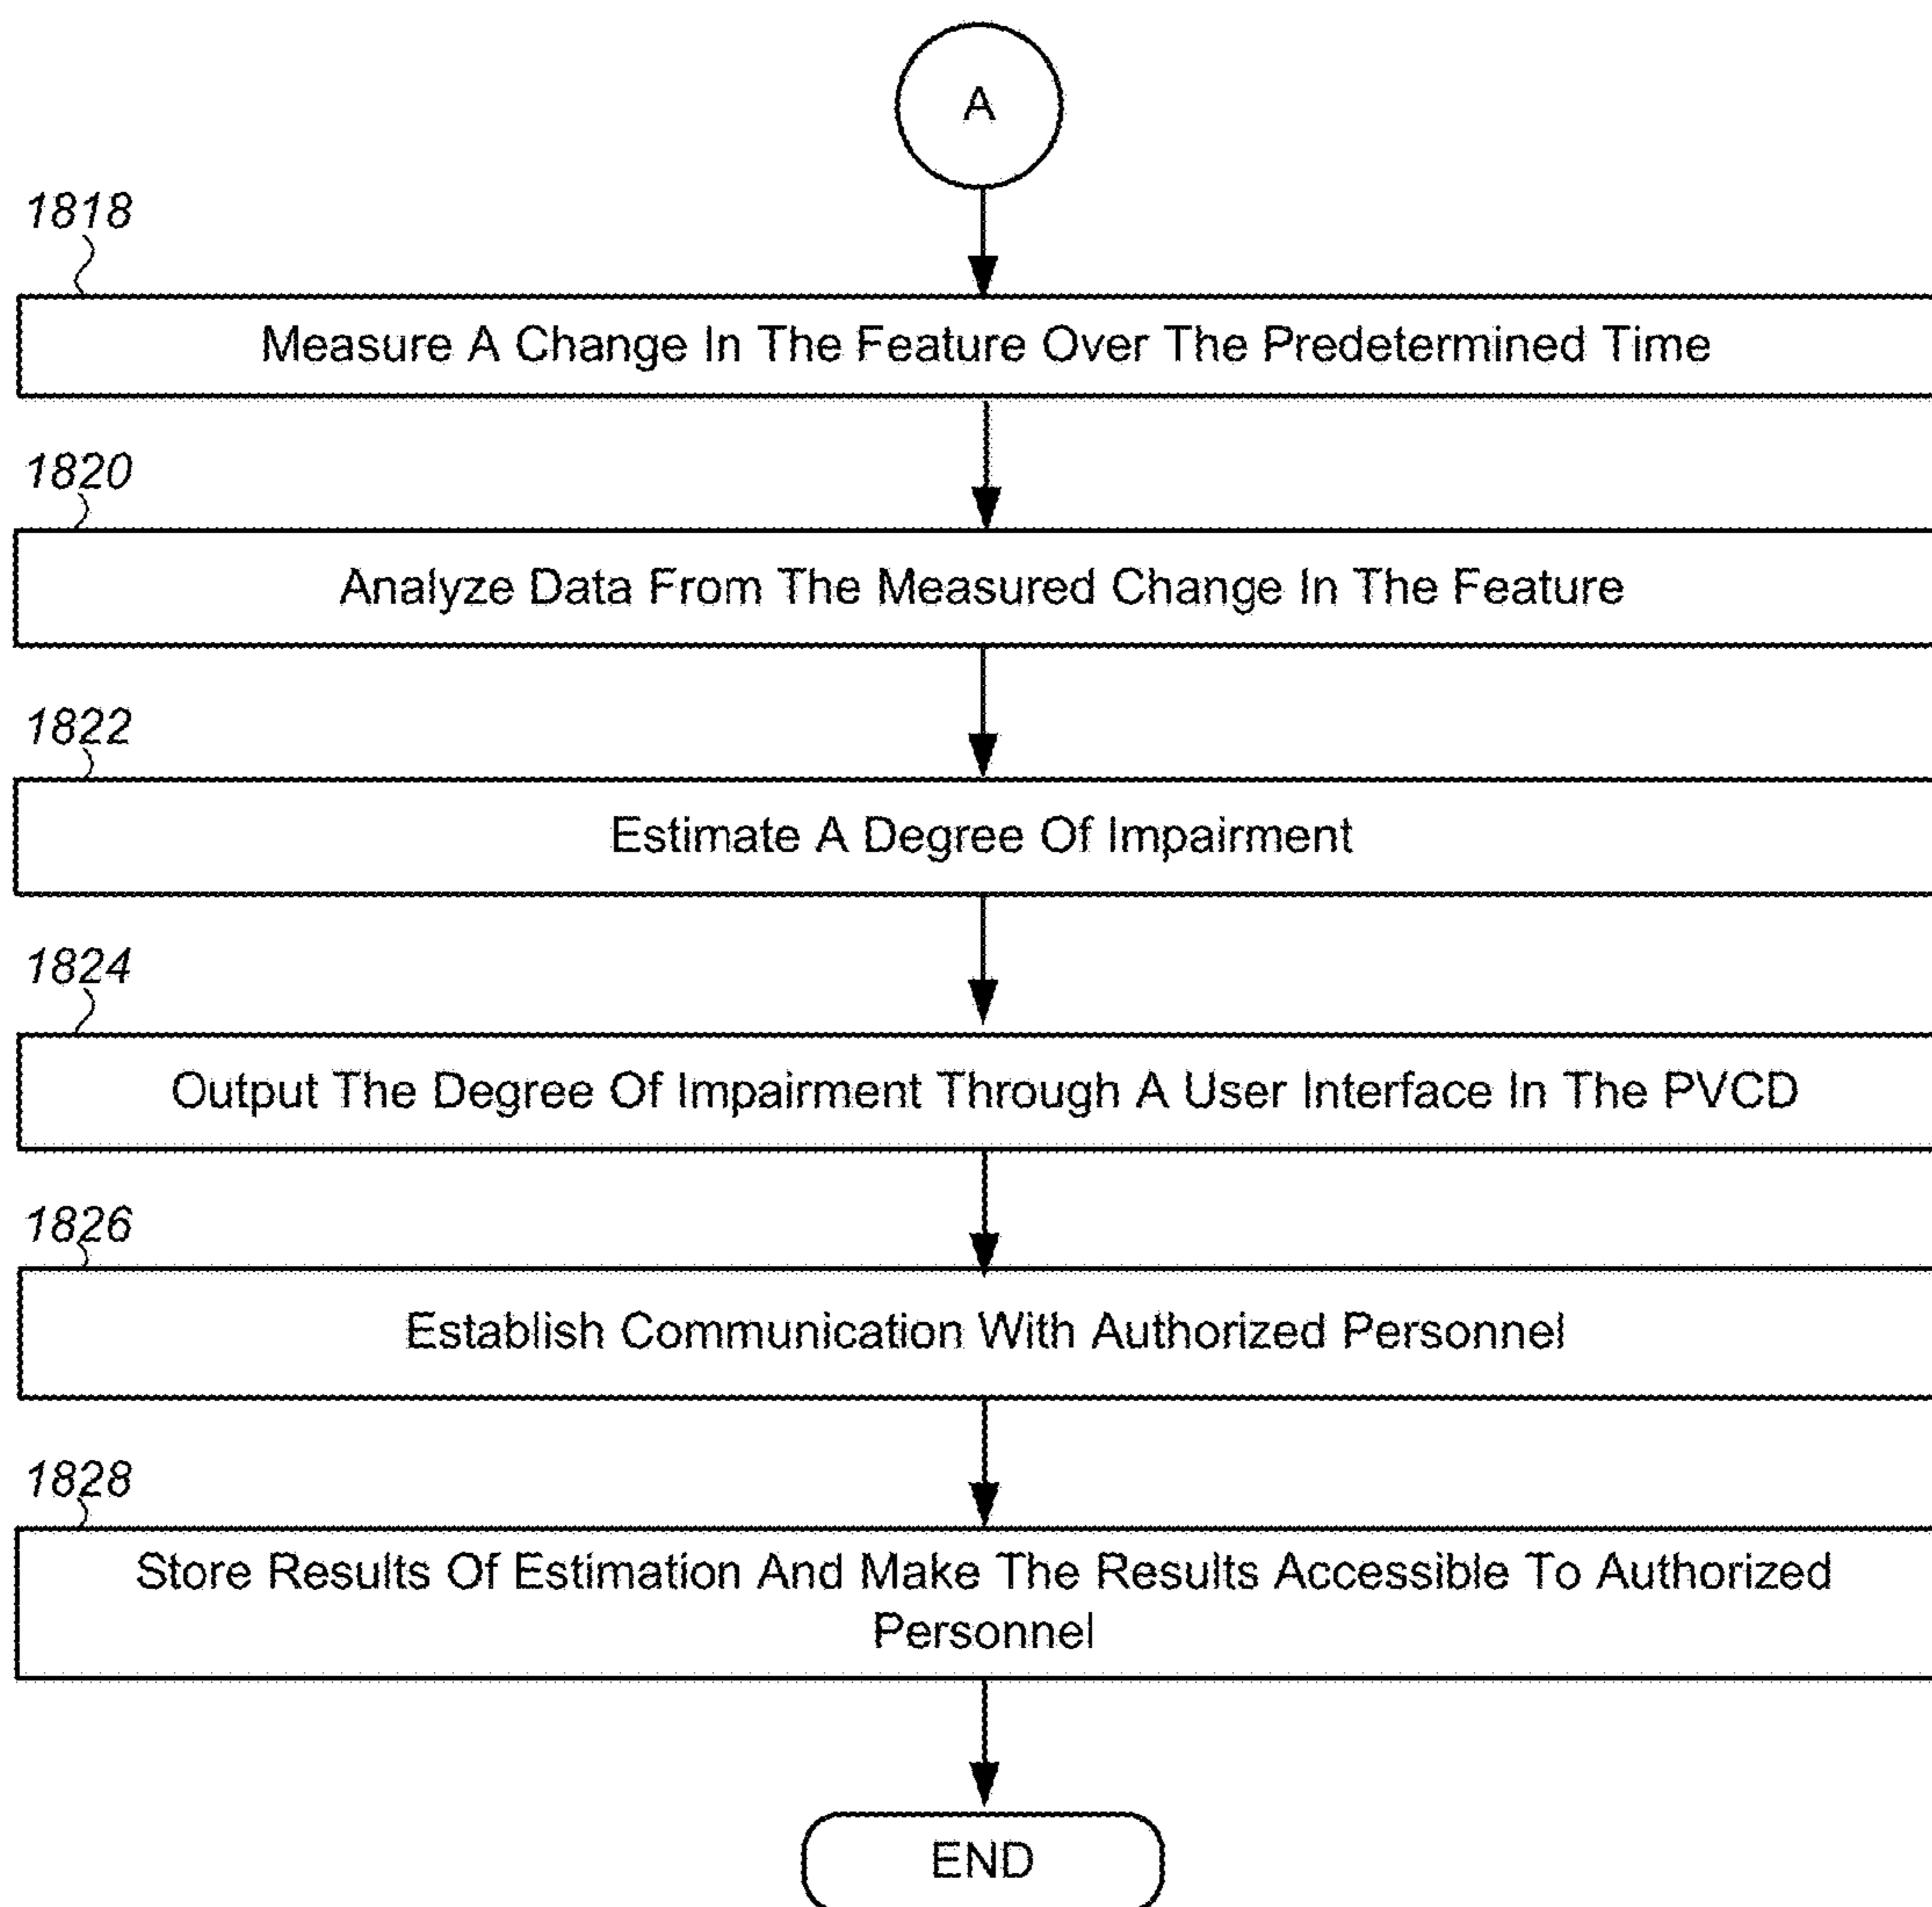 A
1818
Measure A Change In The Feature Over The Predetermined Time
1820
Analyze Data From The Measured Change In The Feature
1822
Estimate A Degree Of Impairment
1824
Output The Degree Of Impairment Through A User Interface In The PVCD
1826
Establish Communication With Authorized Personnel
1828
Store Results Of Estimation And Make The Results Accessible To Authorized
Personnel
END